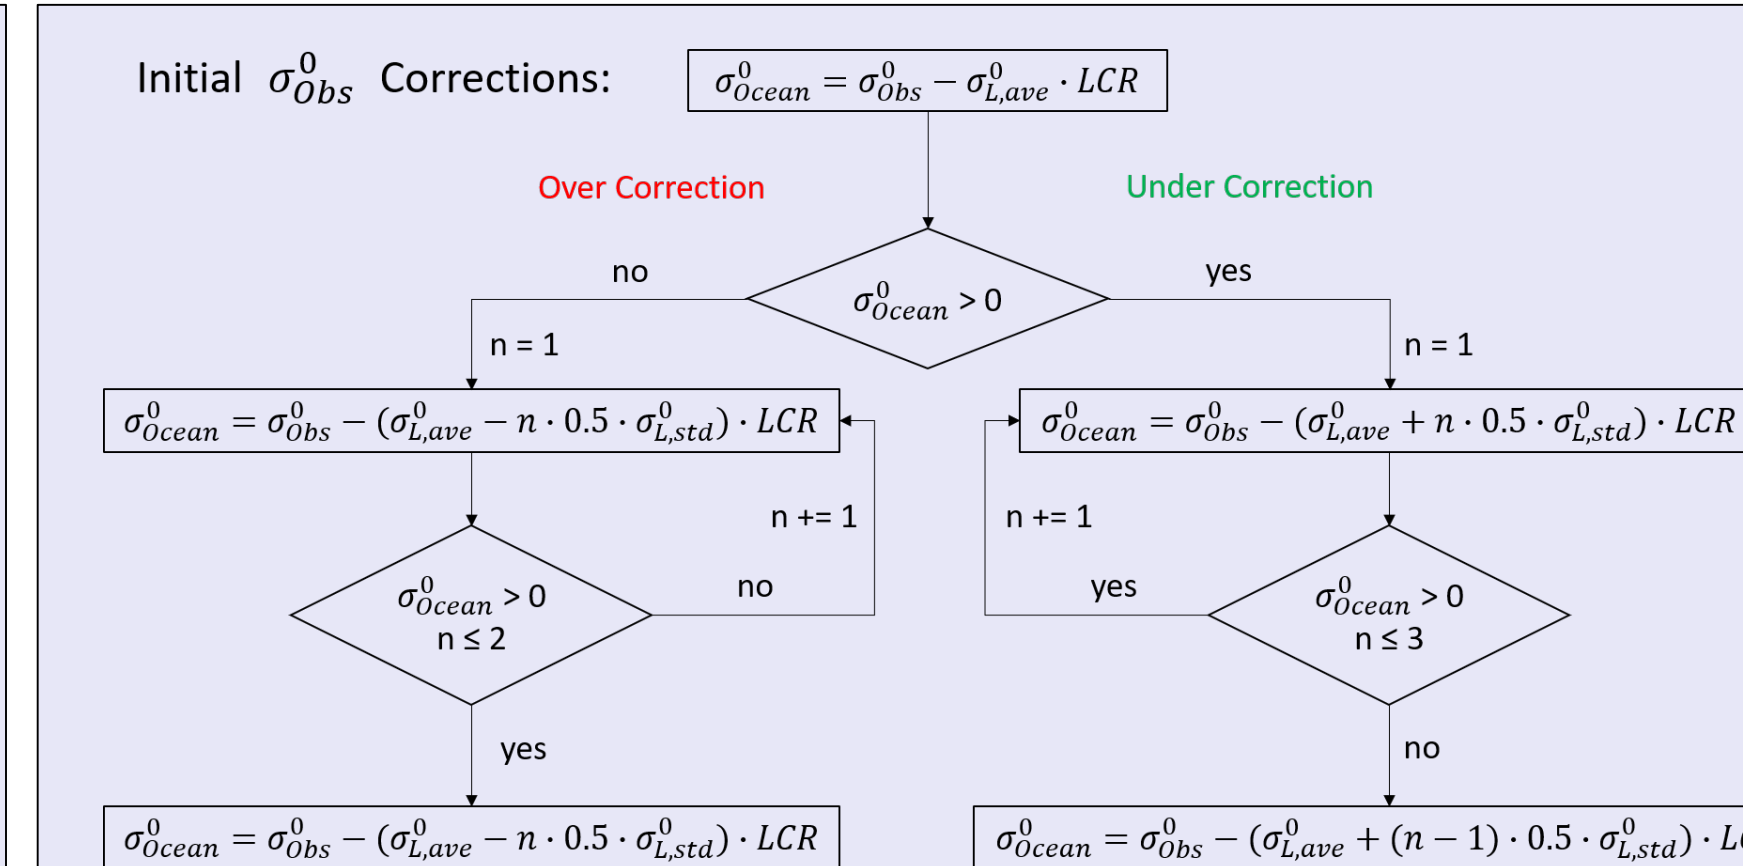 Initial σ⁰_Obs Corrections:
σ⁰_Ocean = σ⁰_Obs − σ⁰_L,ave · LCR
Over Correction
Under Correction
no
yes
σ⁰_Ocean > 0
n = 1
n = 1
σ⁰_Ocean = σ⁰_Obs − (σ⁰_L,ave − n · 0.5 · σ⁰_L,std) · LCR
σ⁰_Ocean = σ⁰_Obs − (σ⁰_L,ave + n · 0.5 · σ⁰_L,std) · LCR
n += 1
n += 1
σ⁰_Ocean > 0
n ≤ 2
no
yes
σ⁰_Ocean > 0
n ≤ 3
yes
no
σ⁰_Ocean = σ⁰_Obs − (σ⁰_L,ave − n · 0.5 · σ⁰_L,std) · LCR
σ⁰_Ocean = σ⁰_Obs − (σ⁰_L,ave + (n − 1) · 0.5 · σ⁰_L,std) ·